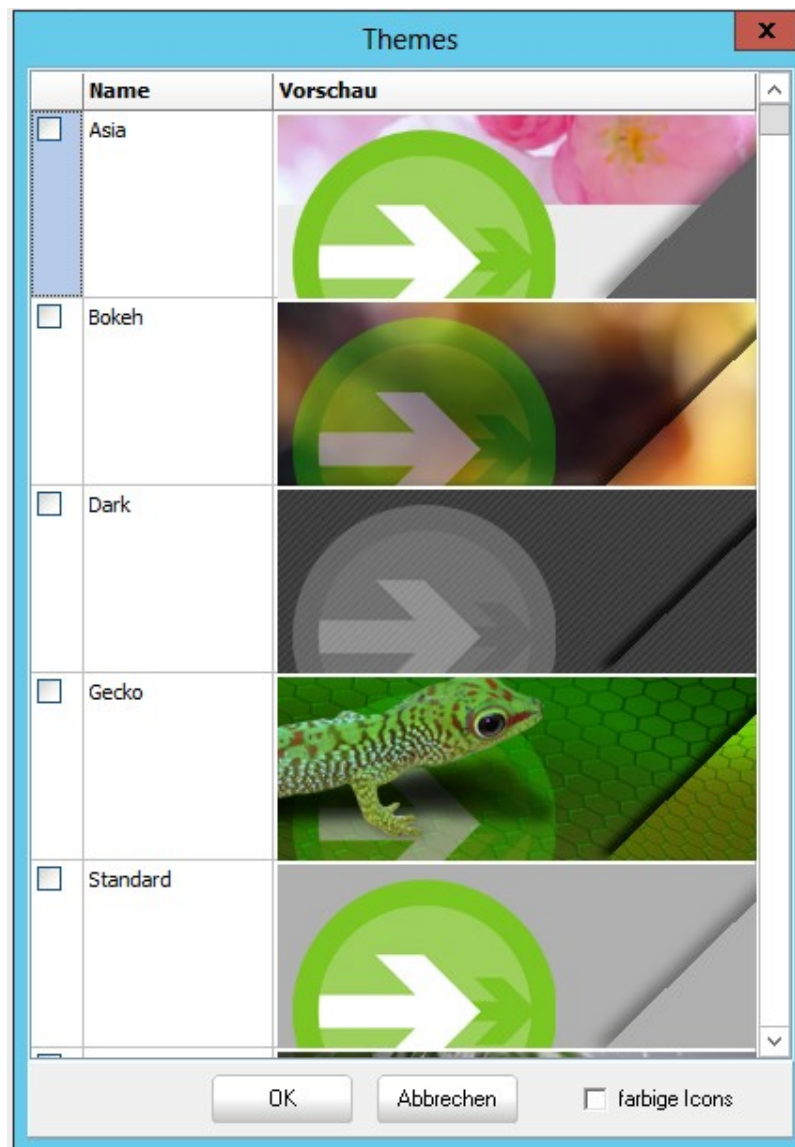 Themes
x
Name Vorschau
Asia
Bokeh
Dark
Gecko
Standard
OK Abbrechen farbige Icons